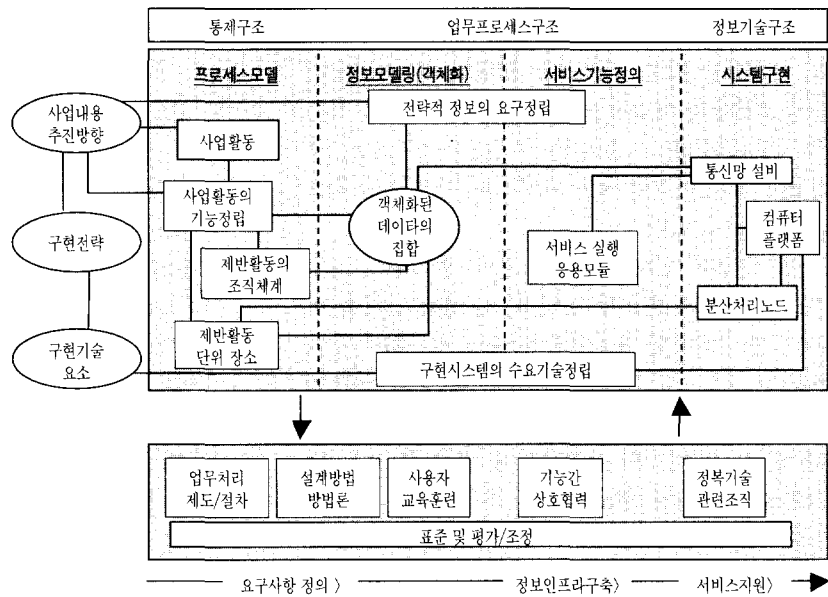 통제구조 업무프로세스구조 정보기술구조
프로세스모델 정보모델링(객체화) 서비스기능정의 시스템구현
사업내용
추진방향
전략적 정보의 요구정립
사업활동
통신망 설비
사업활동의
기능정립
객체화된
데이타의
집합
컴퓨터
플랫폼
구현전략
서비스 실행
응용모듈
제반활동의
조직체계
분산처리노드
제반활동
단위 장소
구현기술
요소
구현시스템의 수요기술정립
업무처리
제도/절차
설계방법
방법론
사용자
교육훈련
기능간
상호협력
정복기술
관련조직
표준 및 평가/조정
요구사항 정의 〉 정보인프라구축〉 서비스지원〉